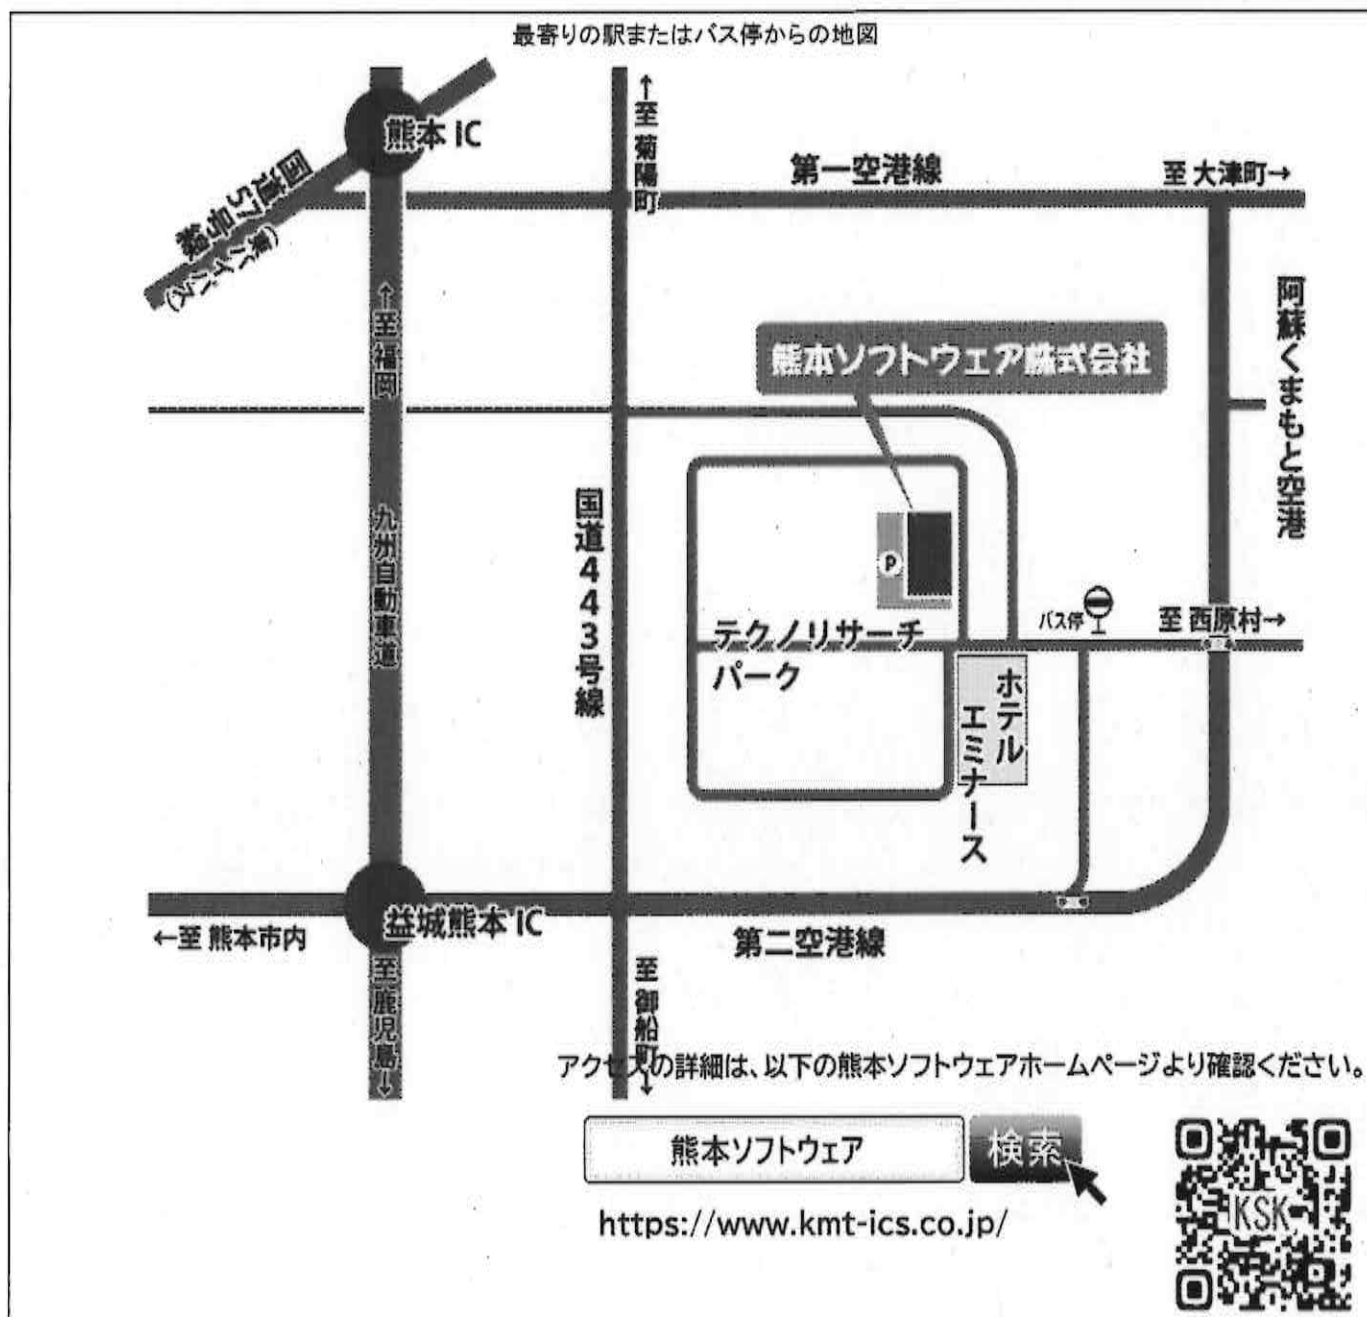 最寄りの駅またはバス停からの地図
熊本 IC
↑至 菊陽町
第一空港線
至 大津町→
国道57号線
(東バイパス)
↑至 福岡
阿蘇くまもと空港
熊本ソフトウェア株式会社
九州自動車道
国道443号線
P
バス停
至 西原村→
テクノリサーチ
パーク
ホテル
エミナース
益城熊本 IC
←至 熊本市内
第二空港線
至 鹿児島→
至 御船町→
アクセスの詳細は、以下の熊本ソフトウェアホームページより確認ください。
熊本ソフトウェア
検索
https://www.kmt-ics.co.jp/
KSK